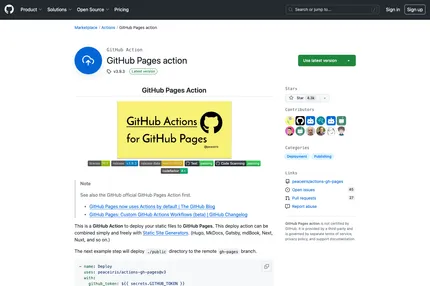 Product Solutions Open Source Pricing
Search or jump to...
Sign in Sign up
Marketplace / Actions / GitHub Pages action
GitHub Action
GitHub Pages action
v3.9.3 Latest version
Use latest version
GitHub Pages Action
GitHub Actions
for GitHub Pages
Note
See also the GitHub official GitHub Pages Action first.
GitHub Pages now uses Actions by default | The GitHub Blog
GitHub Pages: Custom GitHub Actions Workflows (beta) | GitHub Changelog
This is a GitHub Action to deploy your static files to GitHub Pages. This deploy action can be
combined simply and freely with Static Site Generators. (Hugo, MkDocs, Gatsby, mdBook, Next,
Nuxt, and so on.)
The next example step will deploy ./public directory to the remote gh-pages branch.
- name: Deploy
uses: peaceiris/actions-gh-pages@v3
with:
github_token: ${{ secrets.GITHUB_TOKEN }}
Stars
Star
Contributors
Categories
Deployment Publishing
Links
peaceiris/actions-gh-pages
Open issues
Pull requests
Report abuse
GitHub Pages action is not certified by
GitHub. It is provided by a third-party and
is governed by separate terms of service,
privacy policy, and support documentation.